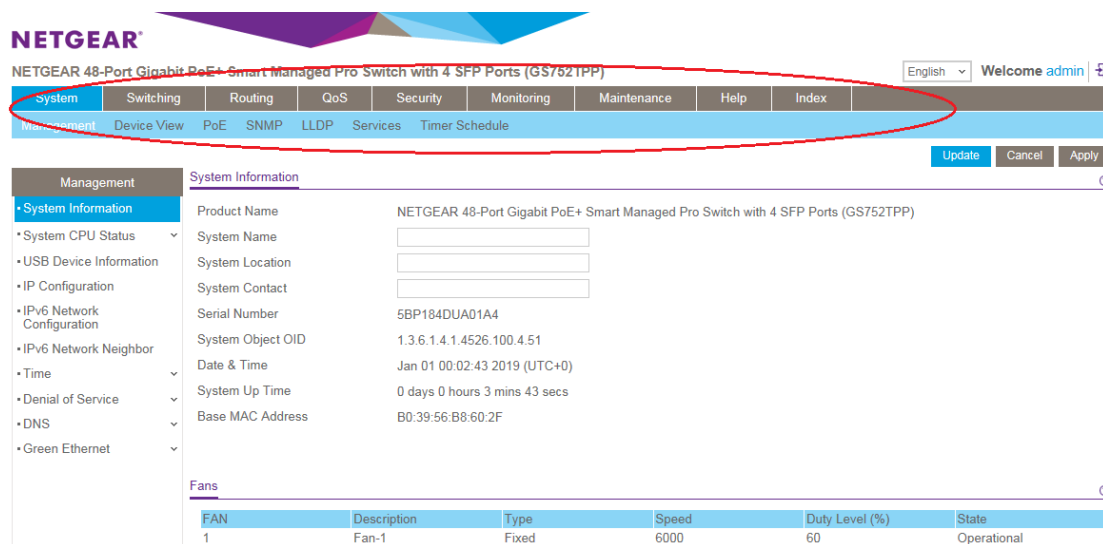 NETGEAR®
NETGEAR 48-Port Gigabit PoE+ Smart Managed Pro Switch with 4 SFP Ports (GS752TPP)
English Welcome admin
System Switching Routing QoS Security Monitoring Maintenance Help Index
Management Device View PoE SNMP LLDP Services Timer Schedule
Update Cancel Apply
Management
System Information
System CPU Status
USB Device Information
IP Configuration
IPv6 Network
Configuration
IPv6 Network Neighbor
Time
Denial of Service
DNS
Green Ethernet
System Information
Product Name NETGEAR 48-Port Gigabit PoE+ Smart Managed Pro Switch with 4 SFP Ports (GS752TPP)
System Name
System Location
System Contact
Serial Number 5BP184DUA01A4
System Object OID 1.3.6.1.4.1.4526.100.4.51
Date & Time Jan 01 00:02:43 2019 (UTC+0)
System Up Time 0 days 0 hours 3 mins 43 secs
Base MAC Address B0:39:56:B8:60:2F
Fans
FAN Description Type Speed Duty Level (%) State
1 Fan-1 Fixed 6000 60 Operational